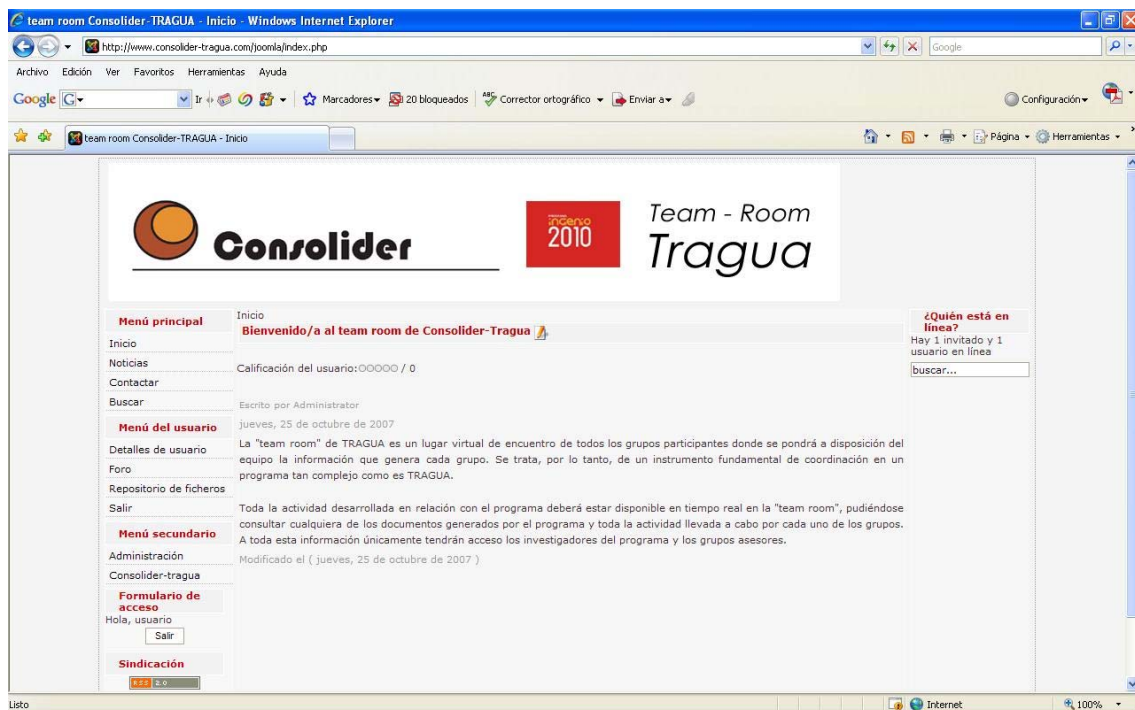 team room Consolider-TRAGUA - Inicio - Windows Internet Explorer
http://www.consolider-tragua.com/joomla/index.php
Google
Archivo Edición Ver Favoritos Herramientas Ayuda
Google G Ir Marcadores 20 bloqueados ABC Corrector ortográfico Enviar a Configuración
team room Consolider-TRAGUA - Inicio
Página Herramientas
Consolider
ingenio
2010
Team - Room
Tragua
Menú principal
Inicio
Noticias
Contactar
Buscar
Menú del usuario
Detalles de usuario
Foro
Repositorio de ficheros
Salir
Menú secundario
Administración
Consolider-tragua
Formulario de
acceso
Hola, usuario
Salir
Sindicación
RSS 2.0
Inicio
Bienvenido/a al team room de Consolider-Tragua
Calificación del usuario: / 0
Escrito por Administrator
jueves, 25 de octubre de 2007
La "team room" de TRAGUA es un lugar virtual de encuentro de todos los grupos participantes donde se pondrá a disposición del
equipo la información que genera cada grupo. Se trata, por lo tanto, de un instrumento fundamental de coordinación en un
programa tan complejo como es TRAGUA.
Toda la actividad desarrollada en relación con el programa deberá estar disponible en tiempo real en la "team room", pudiéndose
consultar cualquiera de los documentos generados por el programa y toda la actividad llevada a cabo por cada uno de los grupos.
A toda esta información únicamente tendrán acceso los investigadores del programa y los grupos asesores.
Modificado el ( jueves, 25 de octubre de 2007 )
¿Quién está en
línea?
Hay 1 invitado y 1
usuario en línea
buscar...
Listo
Internet
100%